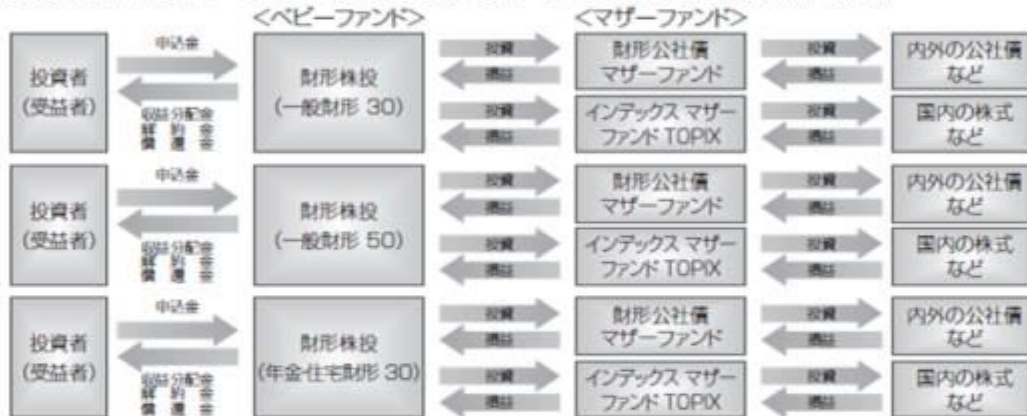 <ベビーファンド>
<マザーファンド>
投資者
(受益者)
申込金
収益分配金
解約金
償還金
財形株投
(一般財形 30)
投資
損益
財形公社債
マザーファンド
投資
損益
内外の公社債
など
投資
損益
インデックス マザー
ファンド TOPIX
投資
損益
国内の株式
など
投資者
(受益者)
申込金
収益分配金
解約金
償還金
財形株投
(一般財形 50)
投資
損益
財形公社債
マザーファンド
投資
損益
内外の公社債
など
投資
損益
インデックス マザー
ファンド TOPIX
投資
損益
国内の株式
など
投資者
(受益者)
申込金
収益分配金
解約金
償還金
財形株投
(年金・住宅財形 30)
投資
損益
財形公社債
マザーファンド
投資
損益
内外の公社債
など
投資
損益
インデックス マザー
ファンド TOPIX
投資
損益
国内の株式
など